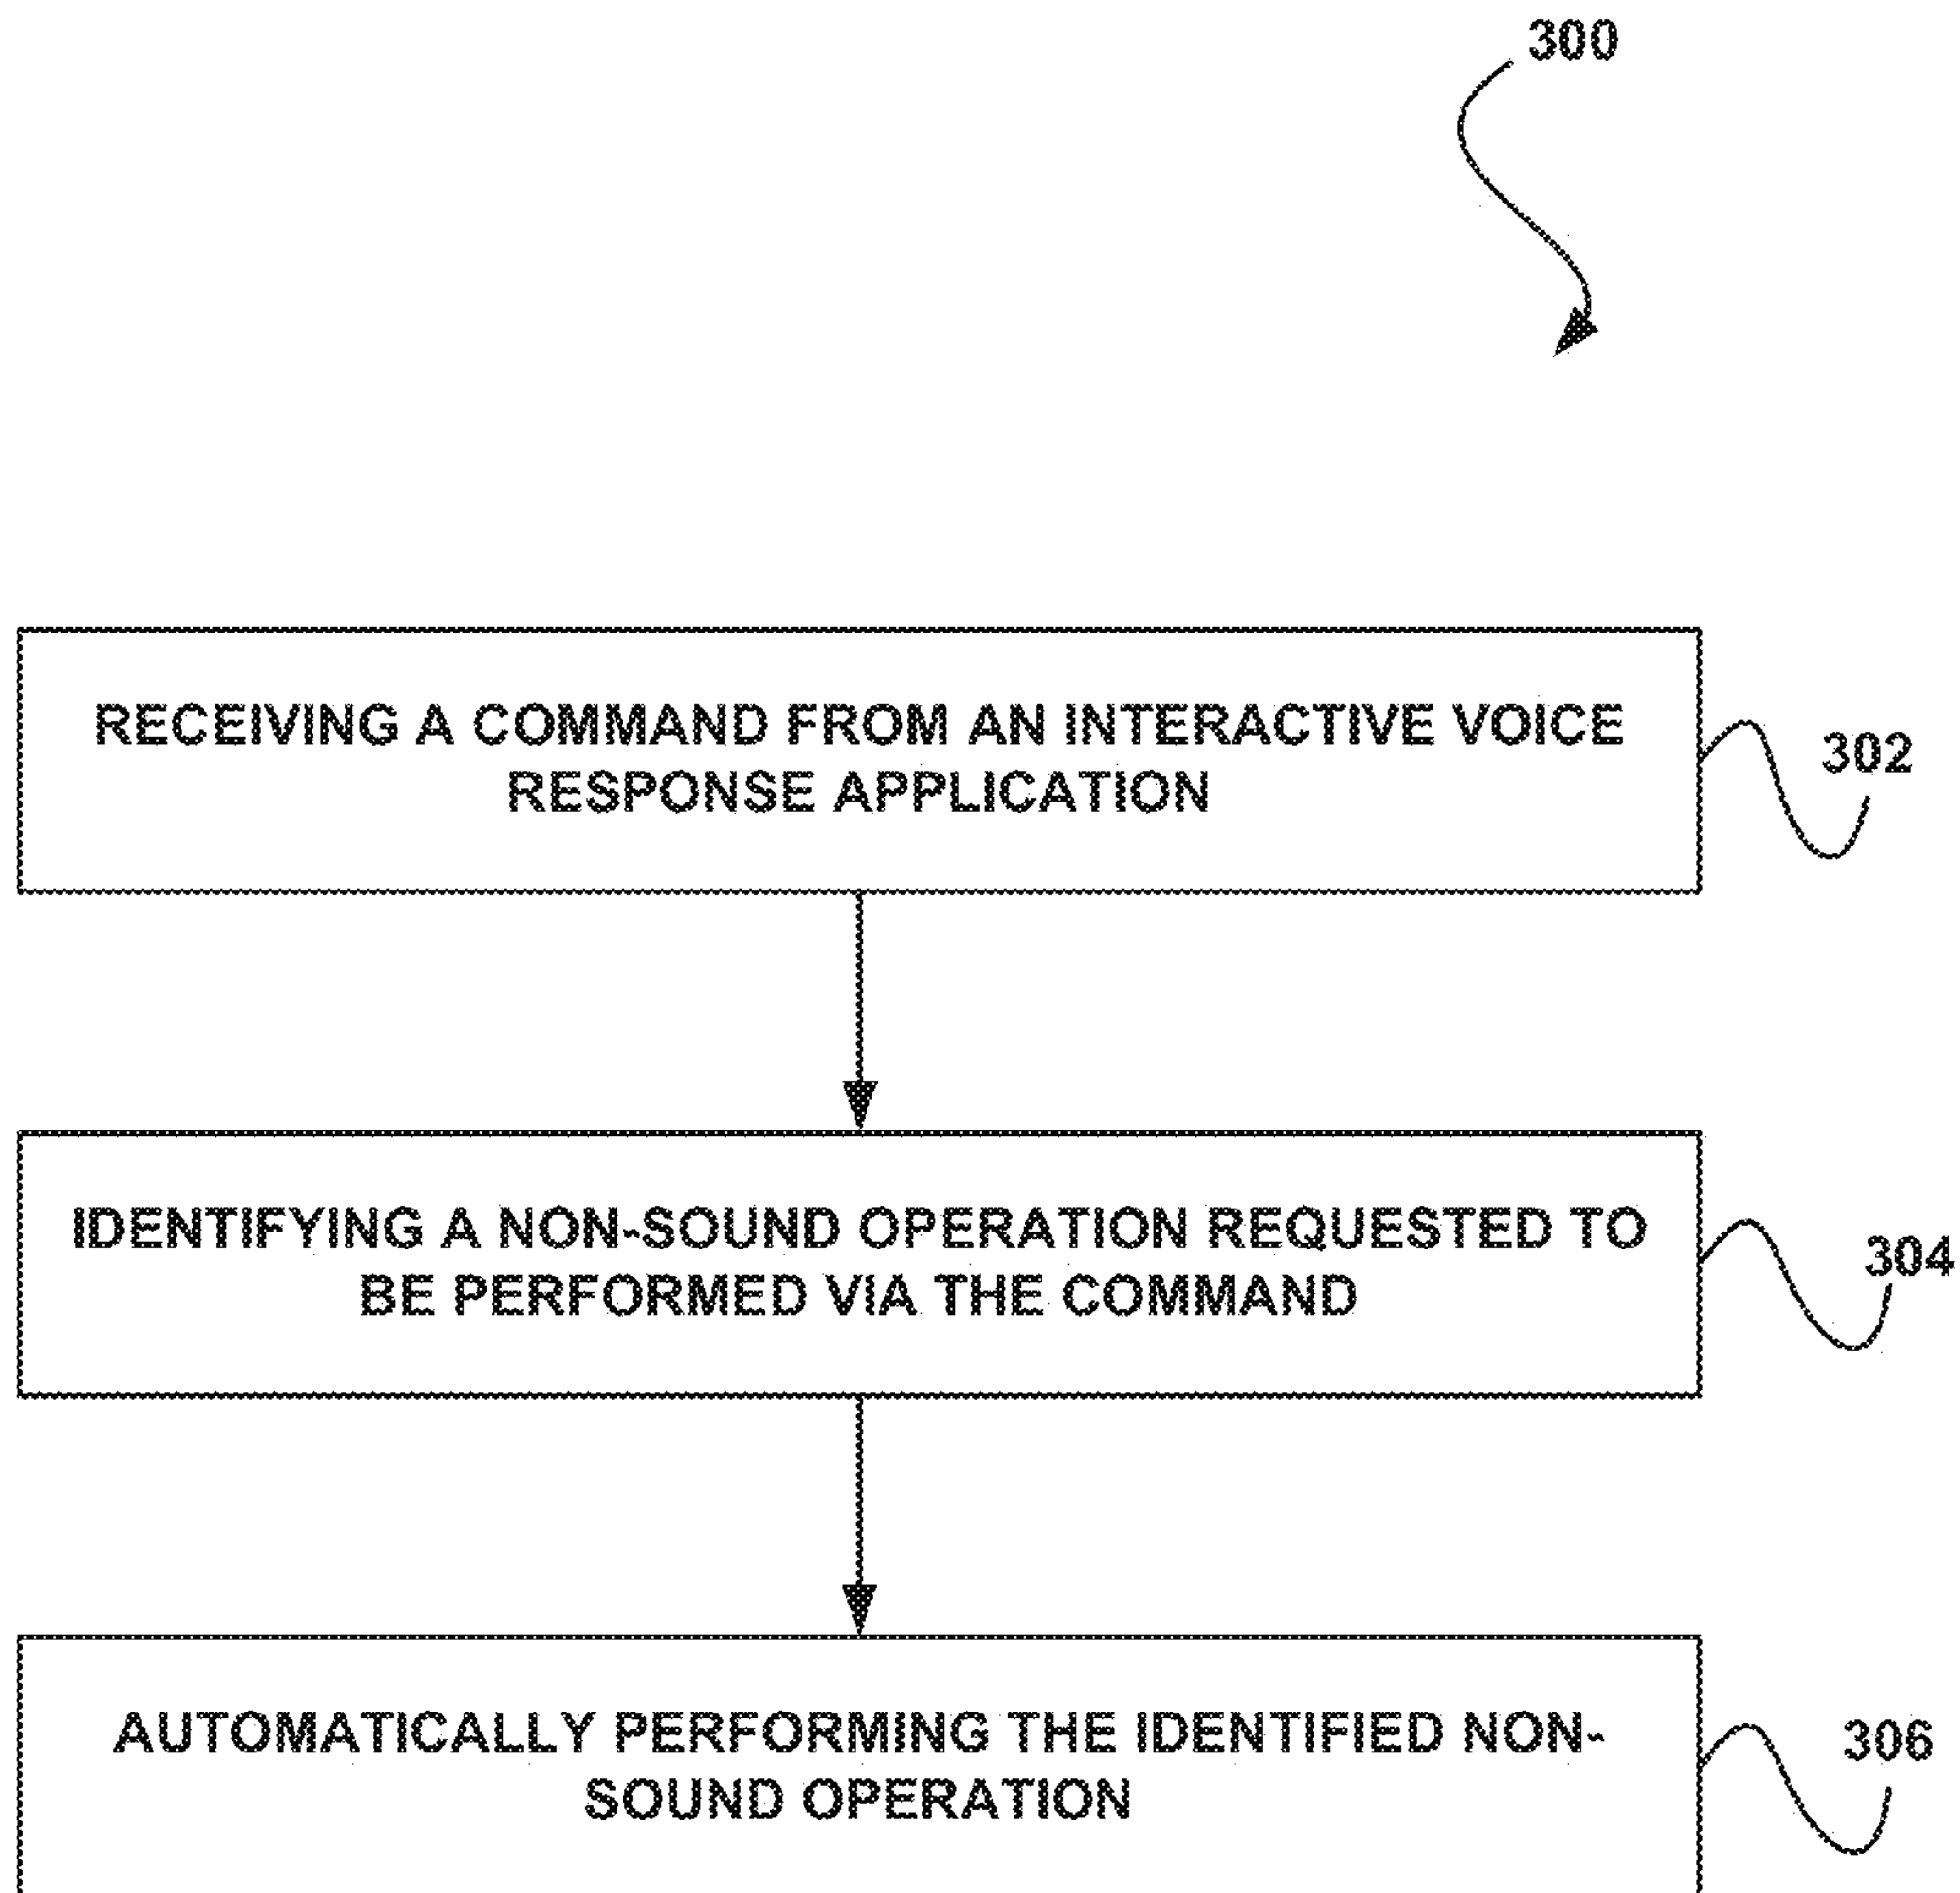 300
RECEIVING A COMMAND FROM AN INTERACTIVE VOICE
RESPONSE APPLICATION
302
IDENTIFYING A NON-SOUND OPERATION REQUESTED TO
BE PERFORMED VIA THE COMMAND
304
AUTOMATICALLY PERFORMING THE IDENTIFIED NON-
SOUND OPERATION
306